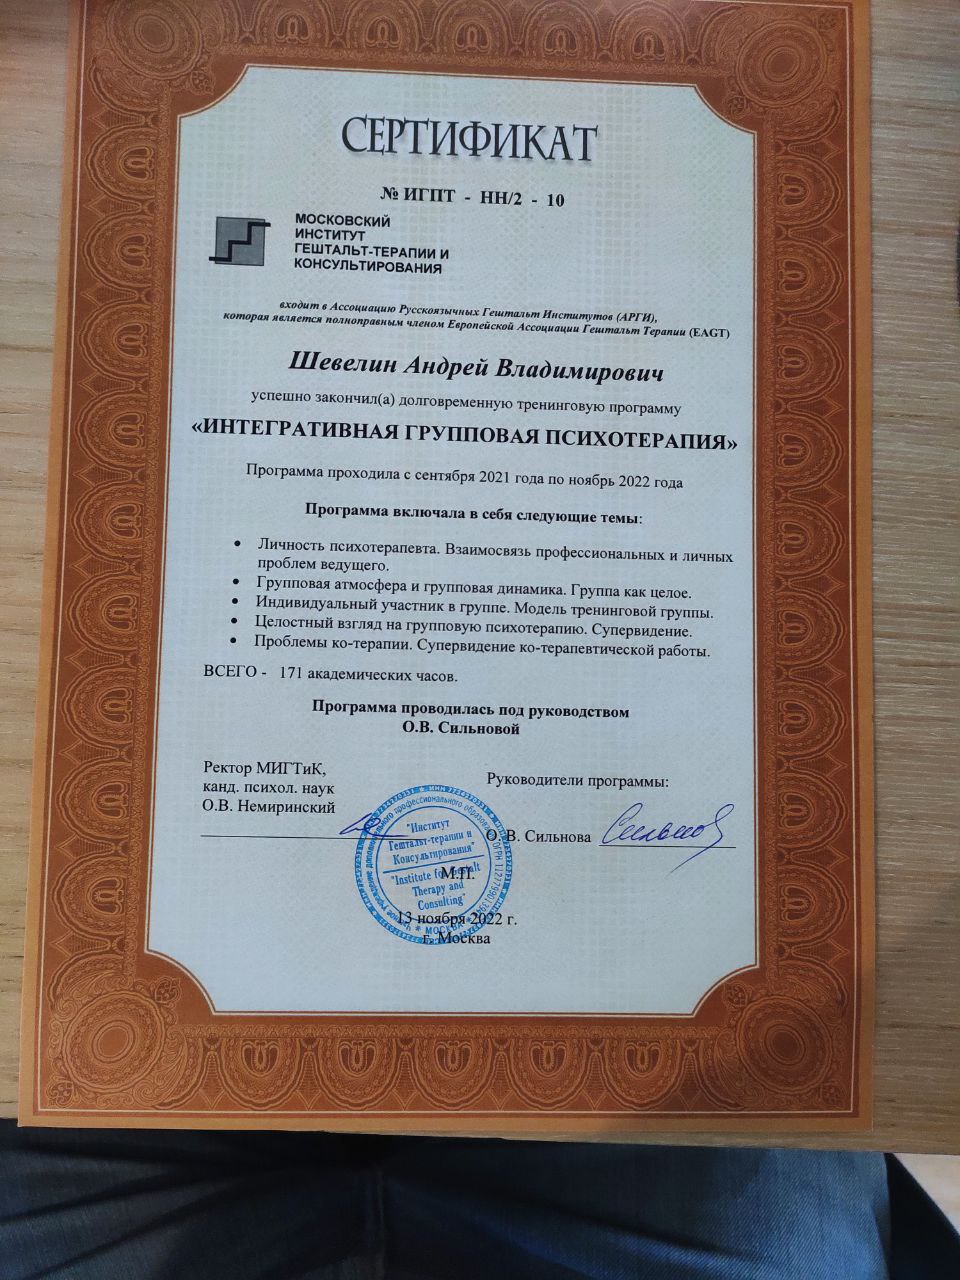 СЕРТИФИКАТ
№ ИГПТ - НН/2 - 10
МОСКОВСКИЙ
ИНСТИТУТ
ГЕШТАЛЬТ-ТЕРАПИИ И
КОНСУЛЬТИРОВАНИЯ
входит в Ассоциацию Русскоязычных Гештальт Институтов (АРГИ),
которая является полноправным членом Европейской Ассоциации Гештальт Терапии (EAGT)
Шевелин Андрей Владимирович
успешно закончил(а) долговременную тренинговую программу
«ИНТЕГРАТИВНАЯ ГРУППОВАЯ ПСИХОТЕРАПИЯ»
Программа проходила с сентября 2021 года по ноябрь 2022 года
Программа включала в себя следующие темы:
• Личность психотерапевта. Взаимосвязь профессиональных и личных
проблем ведущего.
• Групповая атмосфера и групповая динамика. Группа как целое.
• Индивидуальный участник в группе. Модель тренинговой группы.
• Целостный взгляд на групповую психотерапию. Супервидение.
• Проблемы ко-терапии. Супервидение ко-терапевтической работы.
ВСЕГО - 171 академических часов.
Программа проводилась под руководством
О.В. Сильновой
Ректор МИГТиК,
канд. психол. наук
О.В. Немиринский
Руководители программы:
О. В. Сильнова
"Институт
Гештальт-терапии и
Консультирования"
"Institute for Gestalt
Therapy and
Consulting"
М.П.
13 ноября 2022 г.
г. Москва